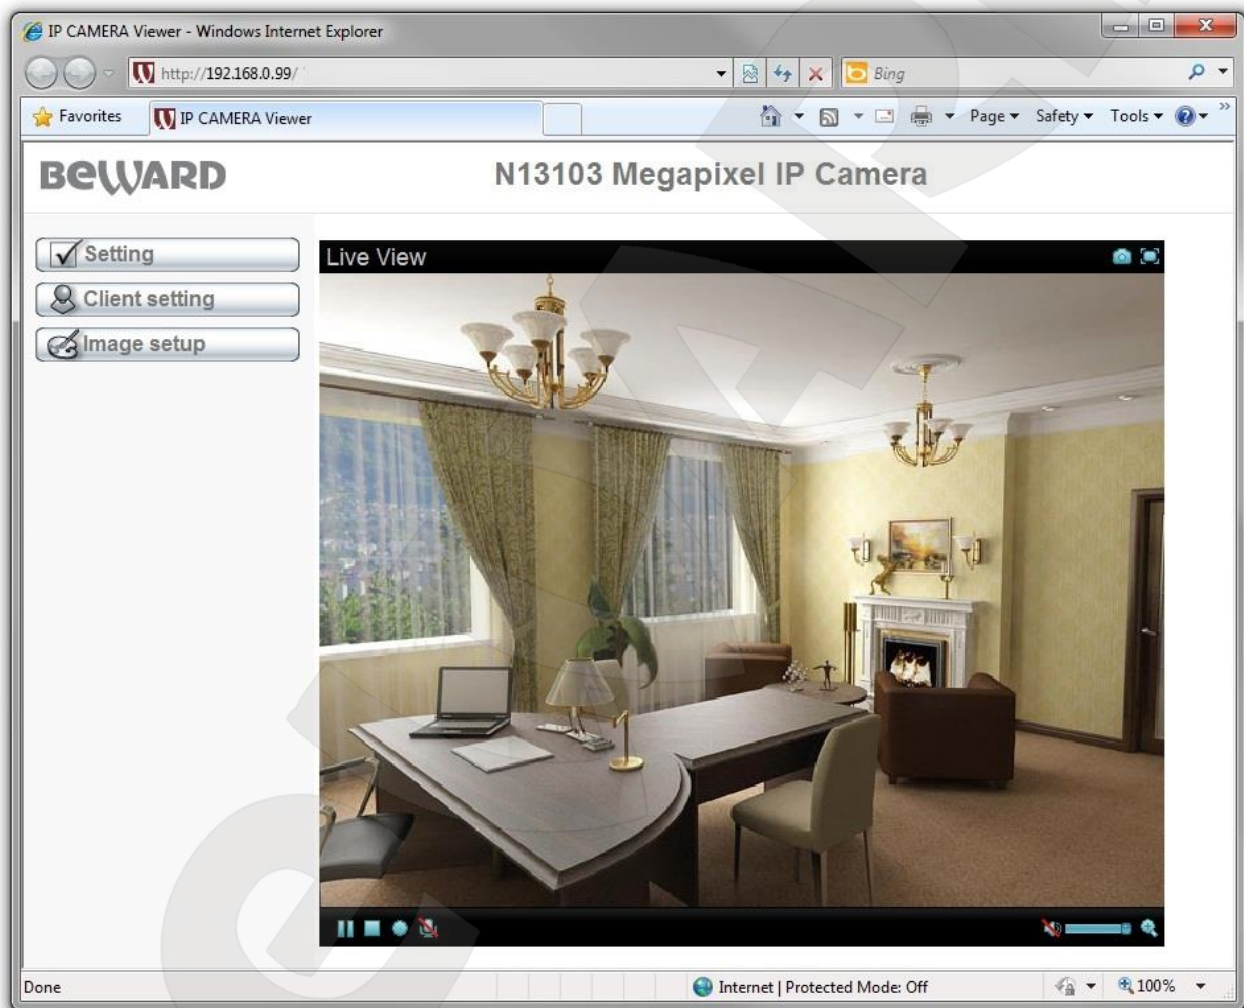 IP CAMERA Viewer - Windows Internet Explorer
http://192.168.0.99/
Bing
Favorites
IP CAMERA Viewer
Page
Safety
Tools
BEWARD
N13103 Megapixel IP Camera
Setting
Client setting
Image setup
Live View
Done
Internet | Protected Mode: Off
100%